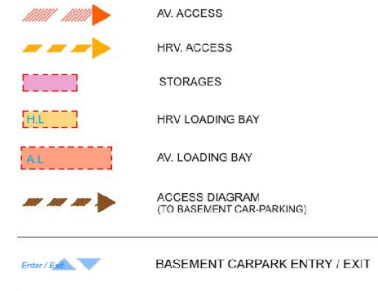 AV. ACCESS
HRV. ACCESS
STORAGES
H.L HRV LOADING BAY
A.L AV. LOADING BAY
ACCESS DIAGRAM
(TO BASEMENT CAR-PARKING)
Enter / Exit BASEMENT CARPARK ENTRY / EXIT